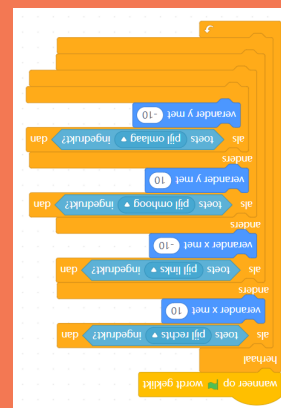 wanneer op wordt geklikt
herhaal
als toets pijl rechts ingedrukt? dan
verander x met 10
anders
als toets pijl links ingedrukt? dan
verander x met -10
anders
als toets pijl omhoog ingedrukt? dan
verander y met 10
anders
als toets pijl omlaag ingedrukt? dan
verander y met -10